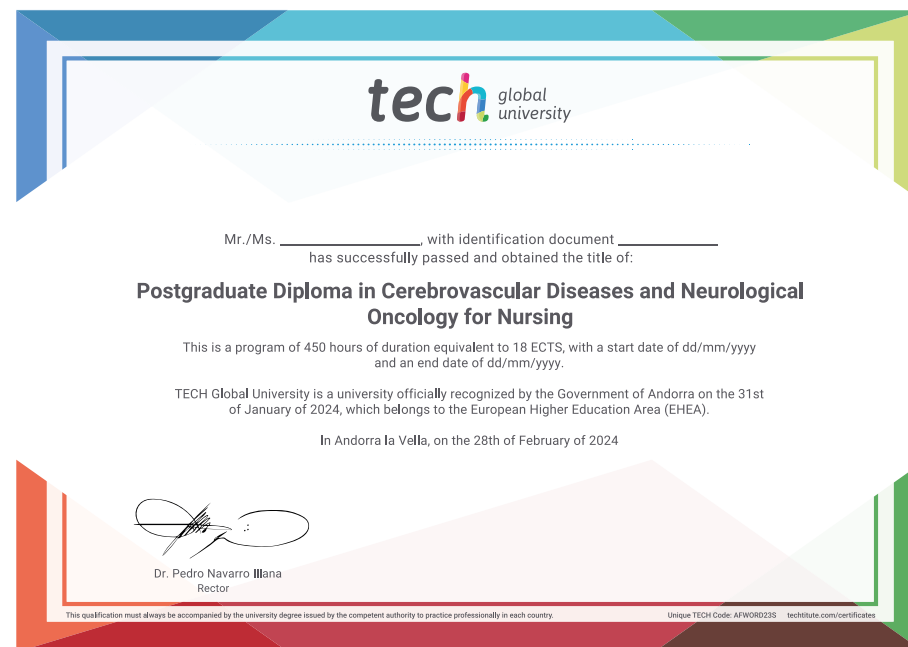 tech global university
Mr./Ms. ____________, with identification document ____________
has successfully passed and obtained the title of:
Postgraduate Diploma in Cerebrovascular Diseases and Neurological
Oncology for Nursing
This is a program of 450 hours of duration equivalent to 18 ECTS, with a start date of dd/mm/yyyy
and an end date of dd/mm/yyyy.
TECH Global University is a university officially recognized by the Government of Andorra on the 31st
of January of 2024, which belongs to the European Higher Education Area (EHEA).
In Andorra la Vella, on the 28th of February of 2024
Dr. Pedro Navarro Illana
Rector
This qualification must always be accompanied by the university degree issued by the competent authority to practice professionally in each country.
Unique TECH Code: AFWORD23S techtitute.com/certificates